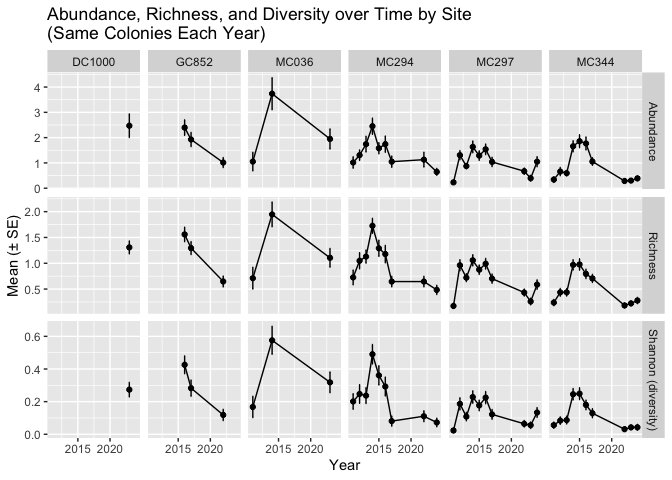 Abundance, Richness, and Diversity over Time by Site
(Same Colonies Each Year)
DC1000 GC852 MC036 MC294 MC297 MC344
4
3
2
1
0
Abundance
2.0
1.5
1.0
0.5
Richness
0.6
0.4
0.2
0.0
Shannon (diversity)
Mean (± SE)
2015 2020 2015 2020 2015 2020 2015 2020 2015 2020 2015 2020
Year